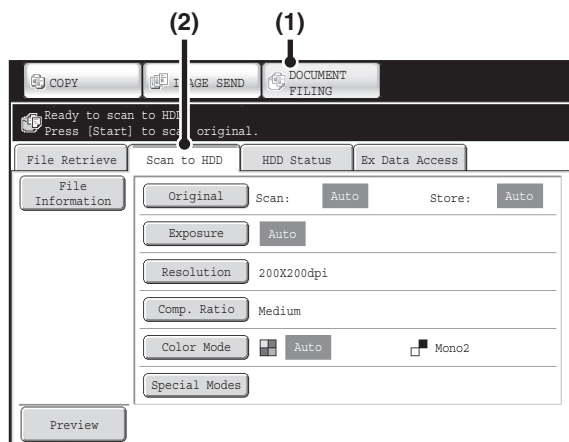 (2) (1)
COPY IMAGE SEND DOCUMENT
FILING
Ready to scan to HDD.
Press [Start] to scan original.
File Retrieve Scan to HDD HDD Status Ex Data Access
File
Information
Original Scan: Auto Store: Auto
Exposure Auto
Resolution 200X200dpi
Comp. Ratio Medium
Color Mode Auto Mono2
Special Modes
Preview